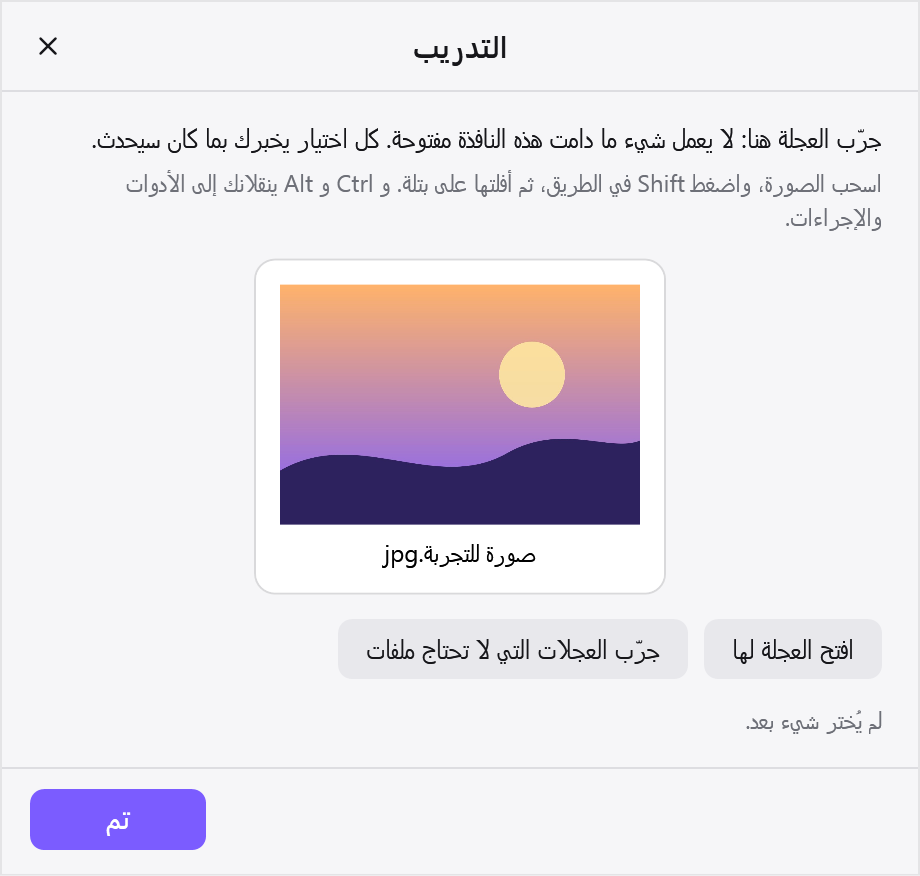 التدريب
جرّب العجلة هنا: لا يعمل شيء ما دامت هذه النافذة مفتوحة. كل اختيار يخبرك بما كان سيحدث.
اسحب الصورة، واضغط Shift في الطريق، ثم أفلتها على بتلة. و Ctrl و Alt ينقلانك إلى الأدوات
والإجراءات.
صورة للتجربة.jpg
افتح العجلة لها
جرّب العجلات التي لا تحتاج ملفات
لم يُختر شيء بعد.
تم